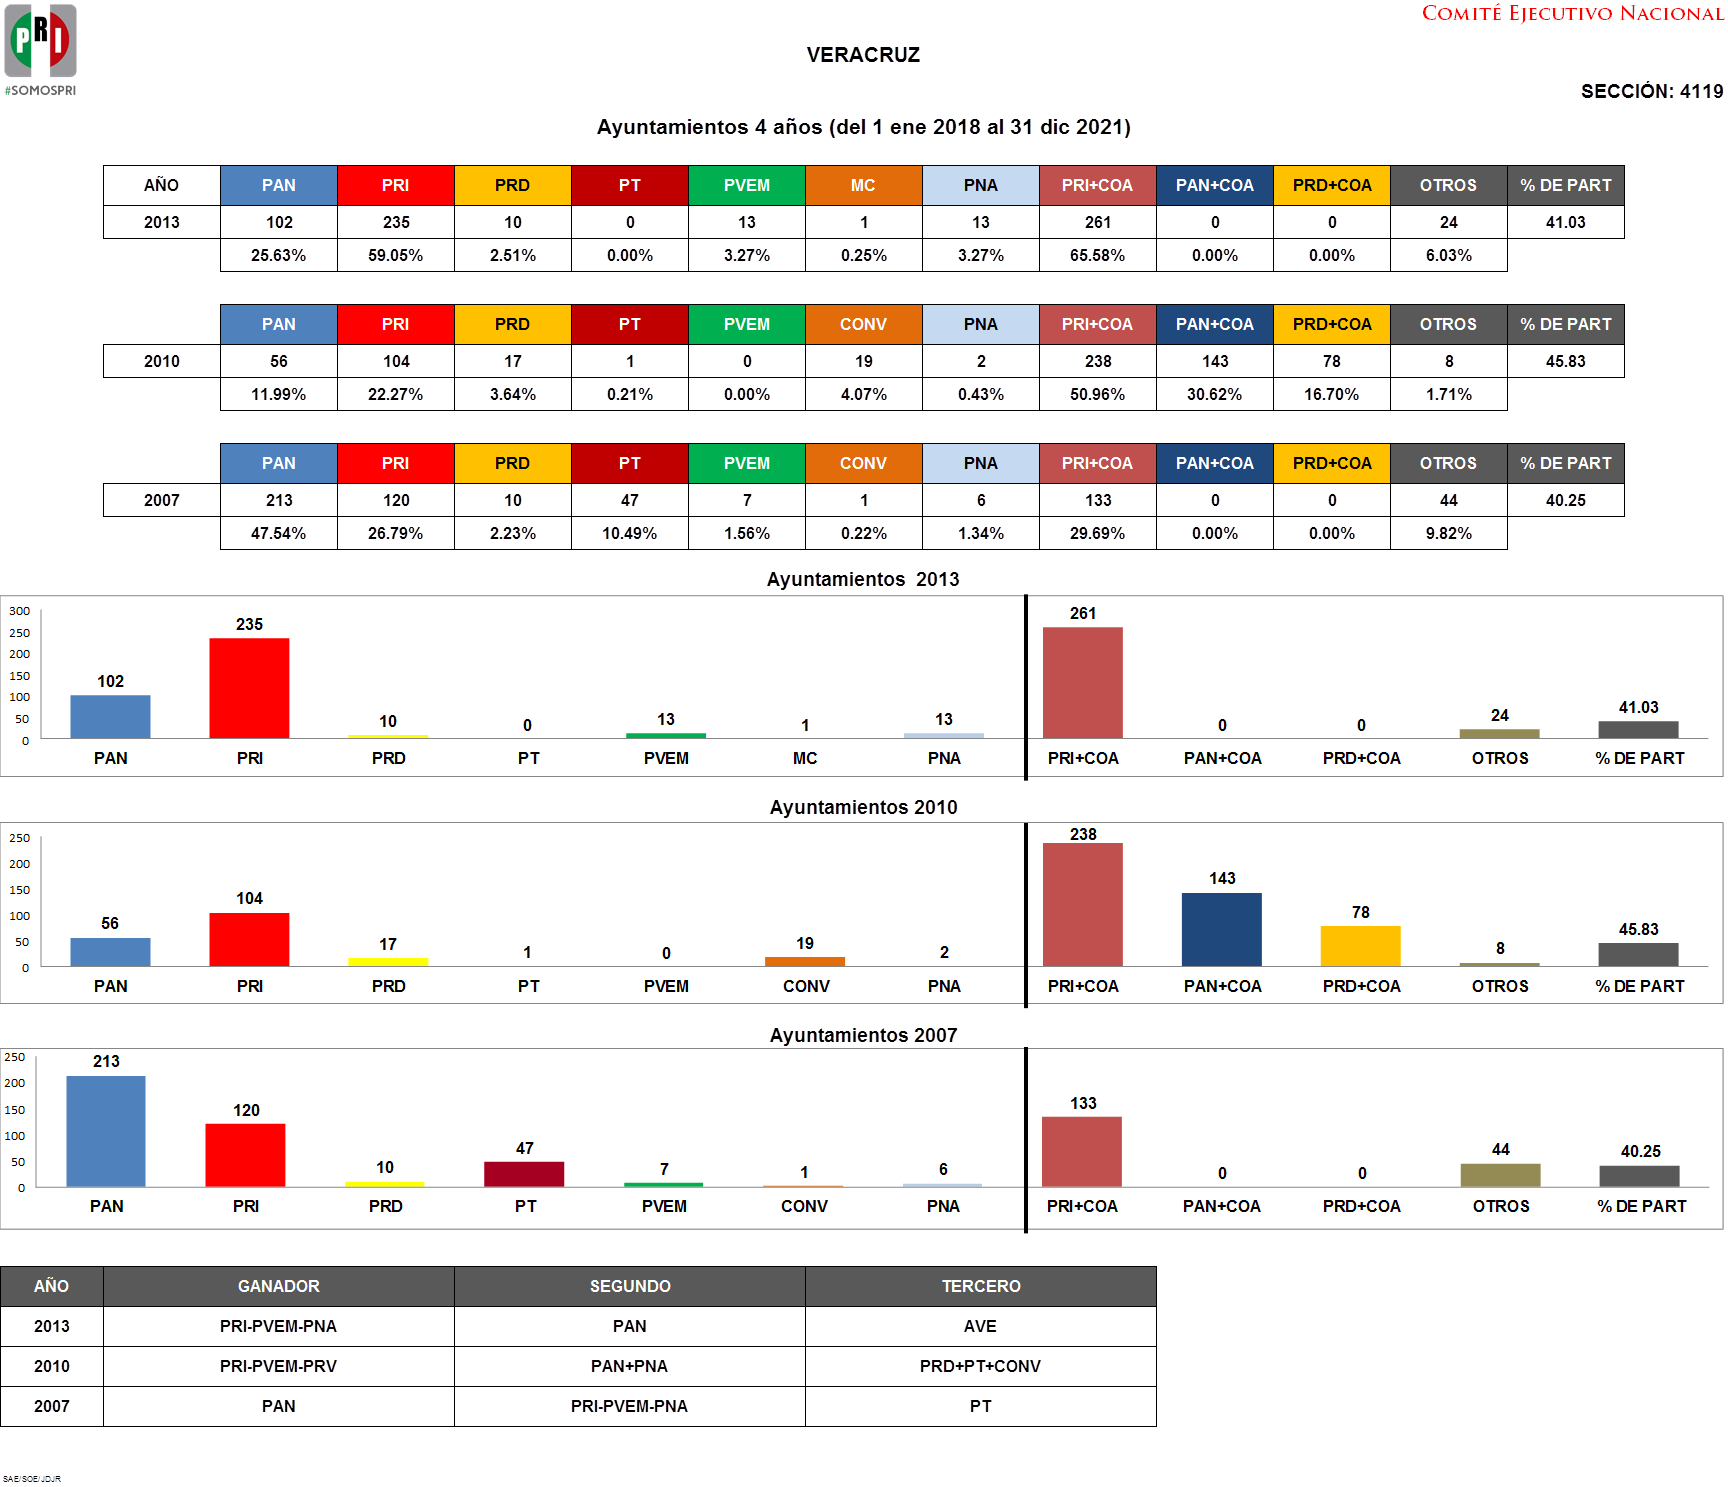 PRI
#SOMOSPRI
COMITÉ EJECUTIVO NACIONAL
VERACRUZ
SECCIÓN: 4119
Ayuntamientos 4 años (del 1 ene 2018 al 31 dic 2021)
AÑO PAN PRI PRD PT PVEM MC PNA PRI+COA PAN+COA PRD+COA OTROS % DE PART
2013 102 235 10 0 13 1 13 261 0 0 24 41.03
25.63% 59.05% 2.51% 0.00% 3.27% 0.25% 3.27% 65.58% 0.00% 0.00% 6.03%
PAN PRI PRD PT PVEM CONV PNA PRI+COA PAN+COA PRD+COA OTROS % DE PART
2010 56 104 17 1 0 19 2 238 143 78 8 45.83
11.99% 22.27% 3.64% 0.21% 0.00% 4.07% 0.43% 50.96% 30.62% 16.70% 1.71%
PAN PRI PRD PT PVEM CONV PNA PRI+COA PAN+COA PRD+COA OTROS % DE PART
2007 213 120 10 47 7 1 6 133 0 0 44 40.25
47.54% 26.79% 2.23% 10.49% 1.56% 0.22% 1.34% 29.69% 0.00% 0.00% 9.82%
Ayuntamientos 2013
300
250
200
150
100
50
0
102 235 10 0 13 1 13 261 0 0 24 41.03
PAN PRI PRD PT PVEM MC PNA PRI+COA PAN+COA PRD+COA OTROS % DE PART
Ayuntamientos 2010
250
200
150
100
50
0
56 104 17 1 0 19 2 238 143 78 8 45.83
PAN PRI PRD PT PVEM CONV PNA PRI+COA PAN+COA PRD+COA OTROS % DE PART
Ayuntamientos 2007
250
200
150
100
50
0
213 120 10 47 7 1 6 133 0 0 44 40.25
PAN PRI PRD PT PVEM CONV PNA PRI+COA PAN+COA PRD+COA OTROS % DE PART
AÑO GANADOR SEGUNDO TERCERO
2013 PRI-PVEM-PNA PAN AVE
2010 PRI-PVEM-PRV PAN+PNA PRD+PT+CONV
2007 PAN PRI-PVEM-PNA PT
SAE/SOE/JDJR